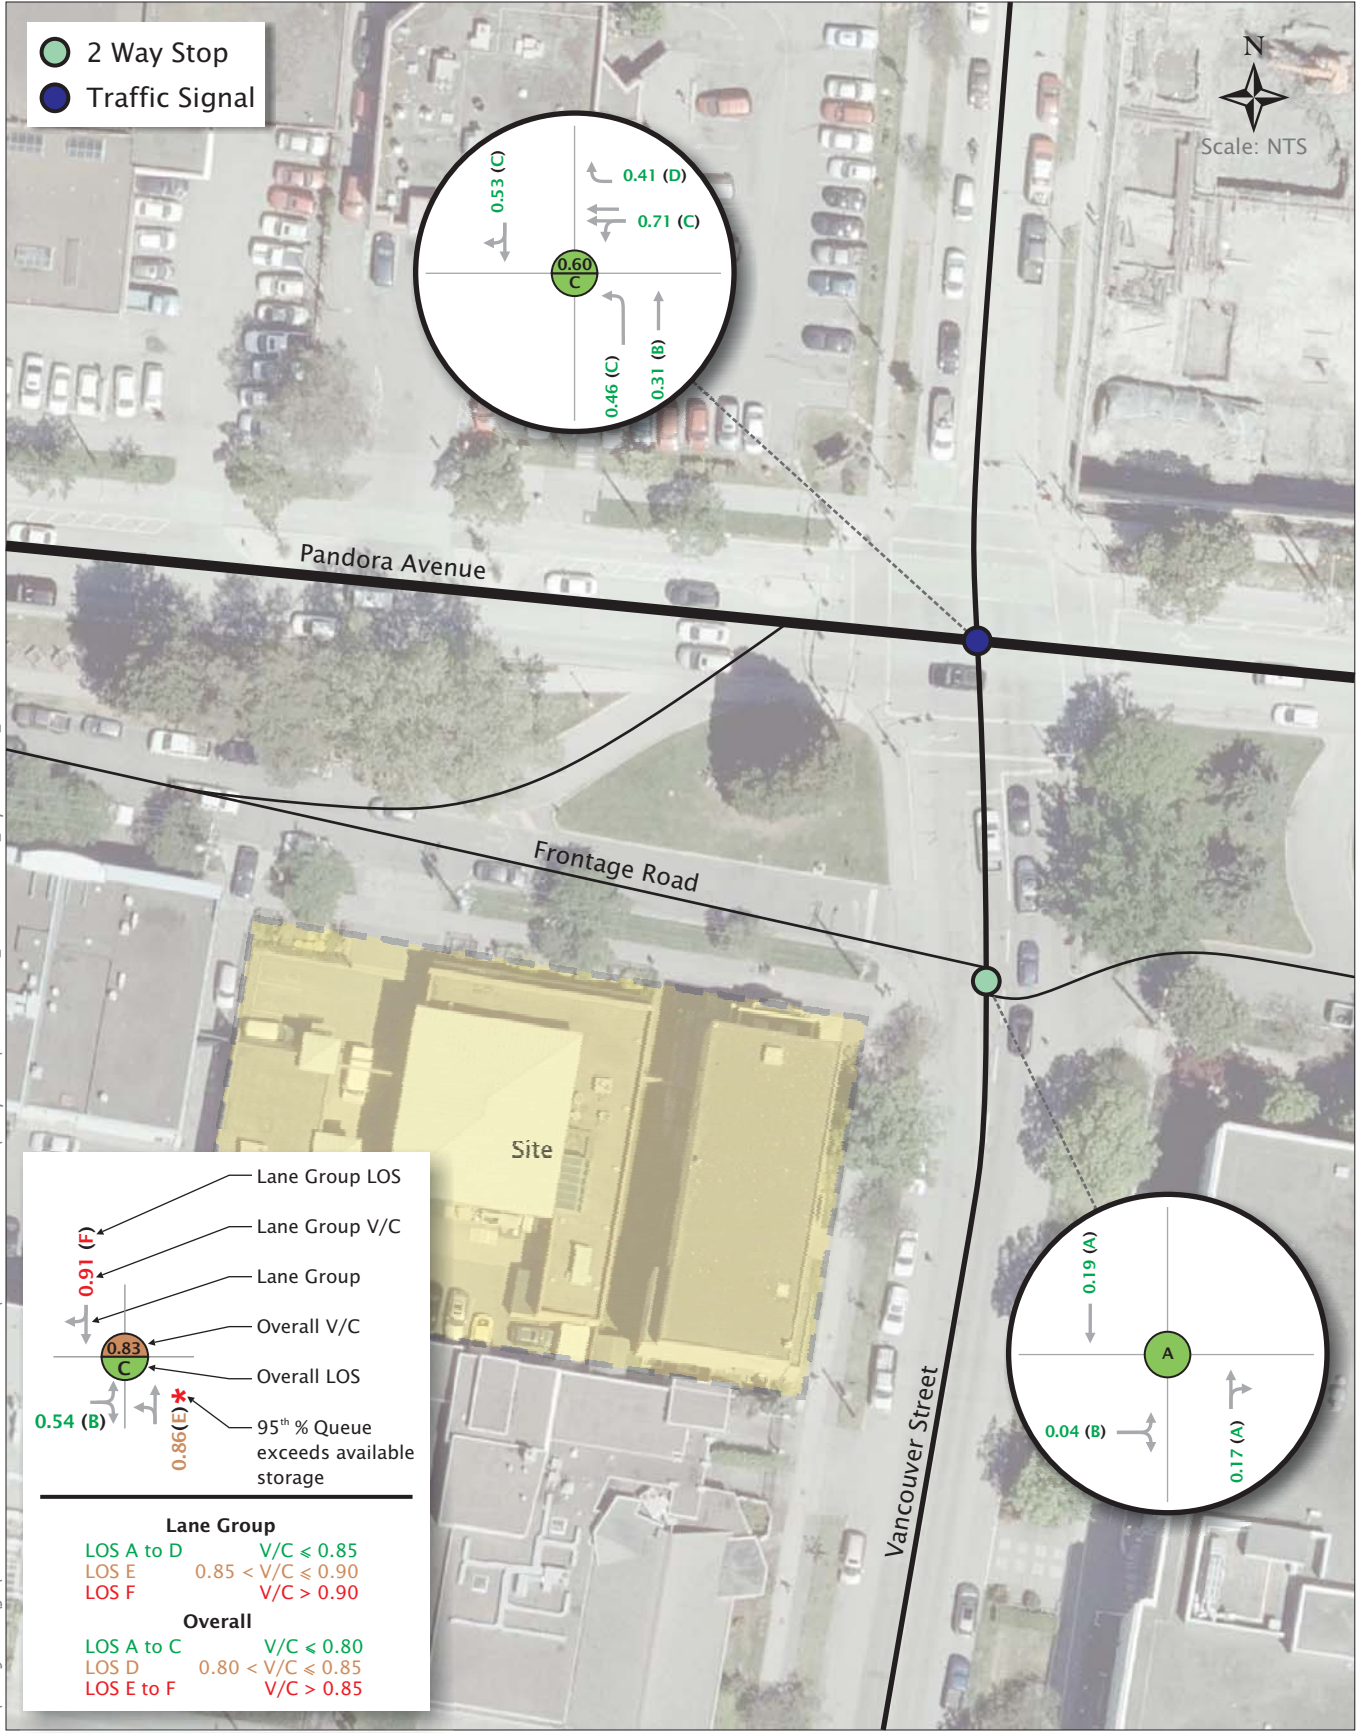 2 Way Stop
Traffic Signal
N
Scale: NTS
0.53 (C)
0.41 (D)
0.71 (C)
0.60
C
0.46 (C)
0.31 (B)
Pandora Avenue
Frontage Road
Site
Vancouver Street
0.19 (A)
A
0.04 (B)
0.17 (A)
Lane Group LOS
0.91 (F)
Lane Group V/C
Lane Group
Overall V/C
0.83
C
Overall LOS
0.54 (B)
0.86(E)*
95th % Queue
exceeds available
storage
Lane Group
LOS A to D V/C ⩽ 0.85
LOS E 0.85 < V/C ⩽ 0.90
LOS F V/C > 0.90
Overall
LOS A to C V/C ⩽ 0.80
LOS D 0.80 < V/C ⩽ 0.85
LOS E to F V/C > 0.85